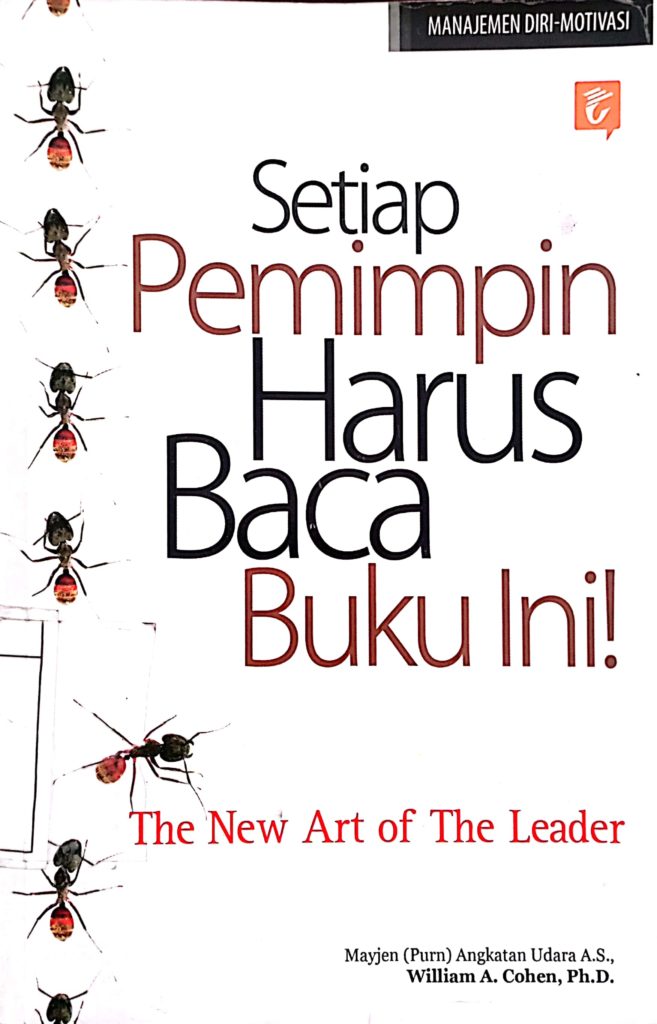 MANAJEMEN DIRI-MOTIVASI
Setiap
Pemimpin
Harus
Baca
Buku Ini!
The New Art of The Leader
Mayjen (Purn) Angkatan Udara A.S.,
William A. Cohen, Ph.D.